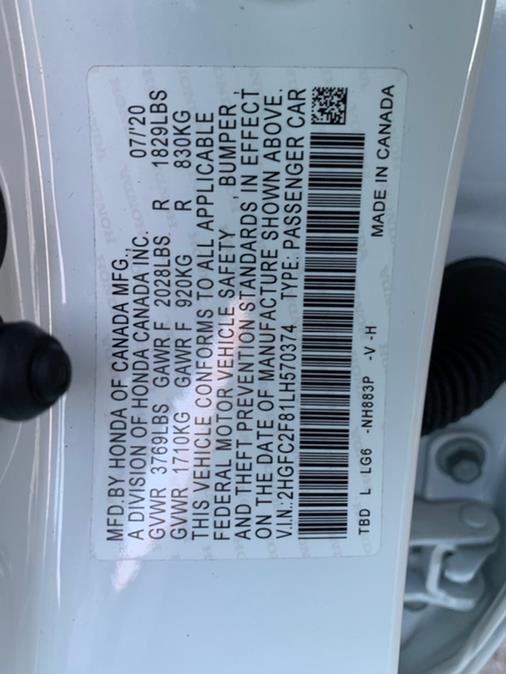 MFD.BY HONDA OF CANADA MFG., 07/'20
A DIVISION OF HONDA CANADA INC.
GVWR 3769LBS GAWR F 2028LBS R 1829LBS
GVWR 1710KG GAWR F 920KG R 830KG
THIS VEHICLE CONFORMS TO ALL APPLICABLE
FEDERAL MOTOR VEHICLE SAFETY, BUMPER,
AND THEFT PREVENTION STANDARDS IN EFFECT
ON THE DATE OF MANUFACTURE SHOWN ABOVE.
V.I.N.: 2HGFC2F81LH570374 TYPE: PASSENGER CAR
TBD L LG6 -NH883P -V -H MADE IN CANADA